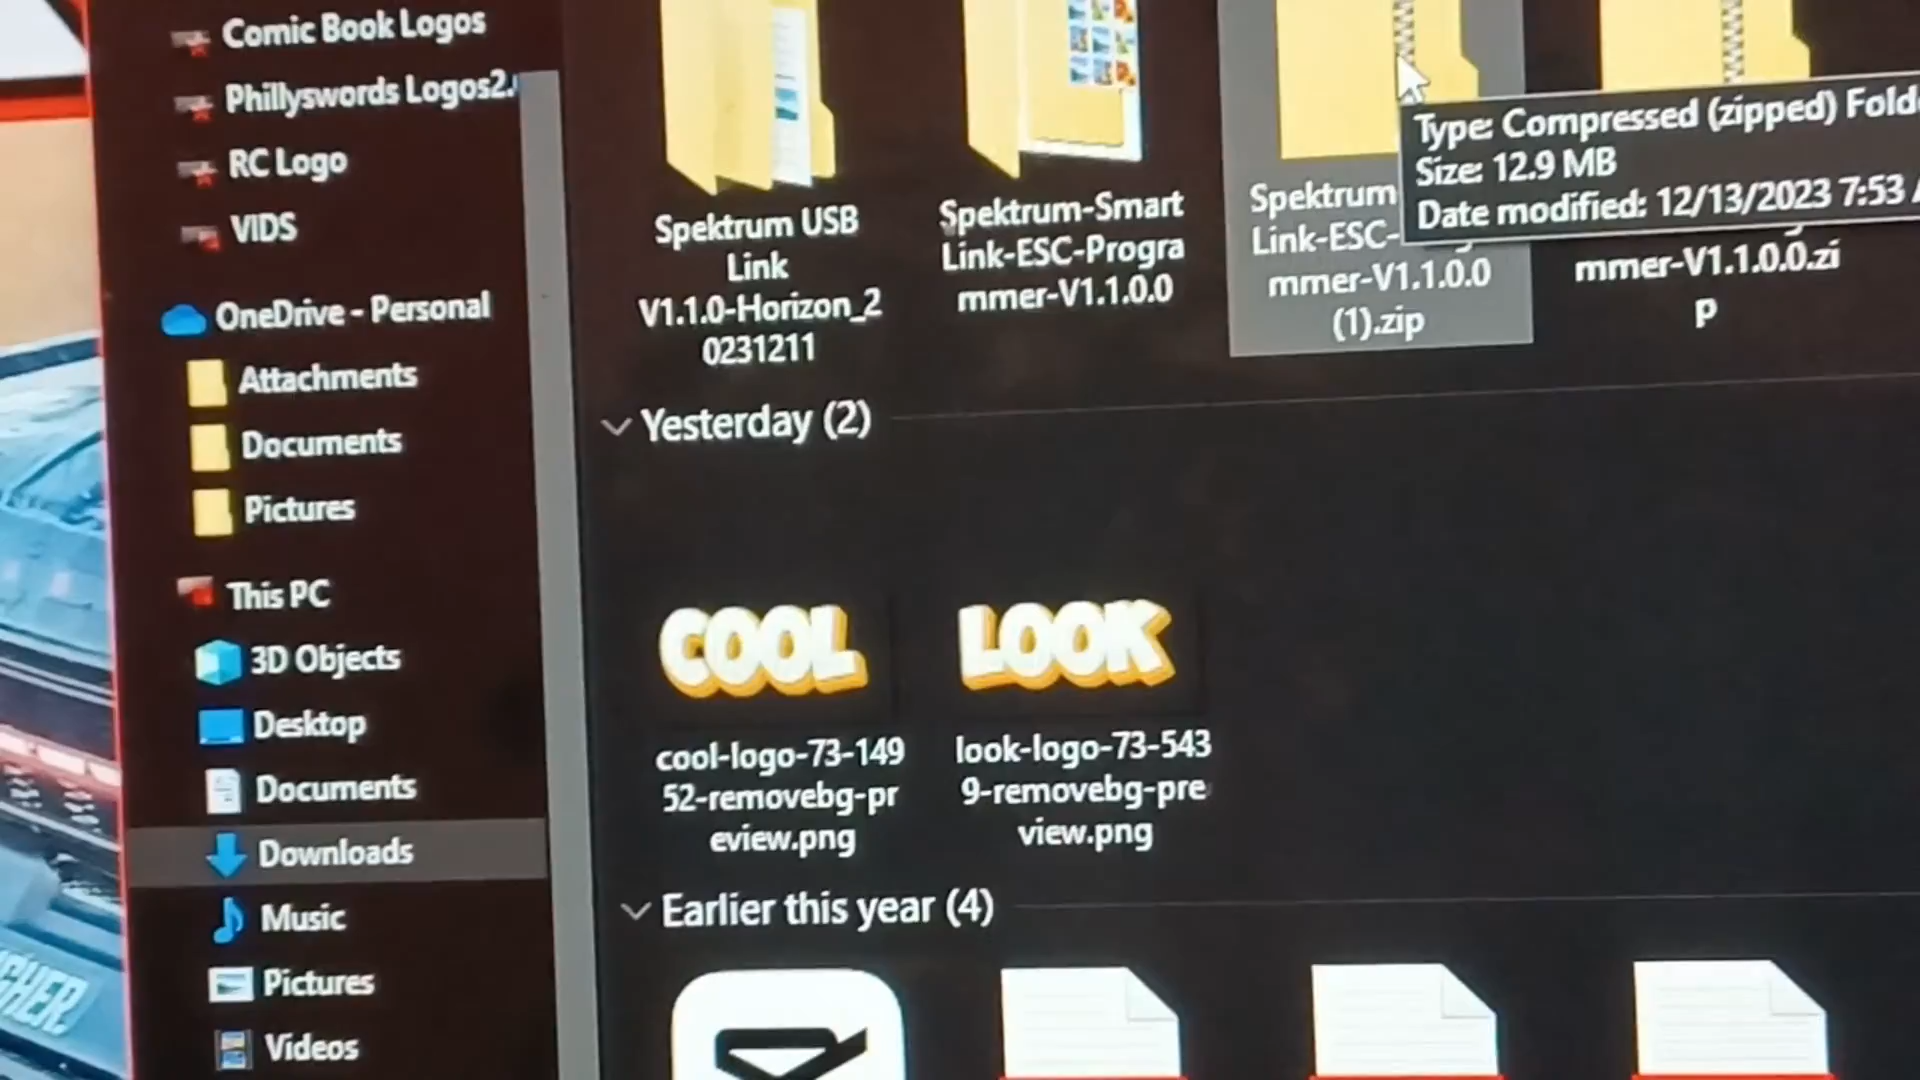 Comic Book Logos
Phillyswords Logos2.
RC Logo
VIDS
OneDrive - Personal
Attachments
Documents
Pictures
This PC
3D Objects
Desktop
Documents
Downloads
Music
Pictures
Videos
Spektrum USB
Link
V1.1.0-Horizon_2
0231211
Spektrum-Smart
Link-ESC-Progra
mmer-V1.1.0.0
Spektrum
Link-ESC-
mmer-V1.1.0.0
(1).zip
Type: Compressed (zipped) Fold
Size: 12.9 MB
Date modified: 12/13/2023 7:53 A
mmer-V1.1.0.0.zi
p
Yesterday (2)
COOL
cool-logo-73-149
52-removebg-pr
eview.png
LOOK
look-logo-73-543
9-removebg-pre
view.png
Earlier this year (4)